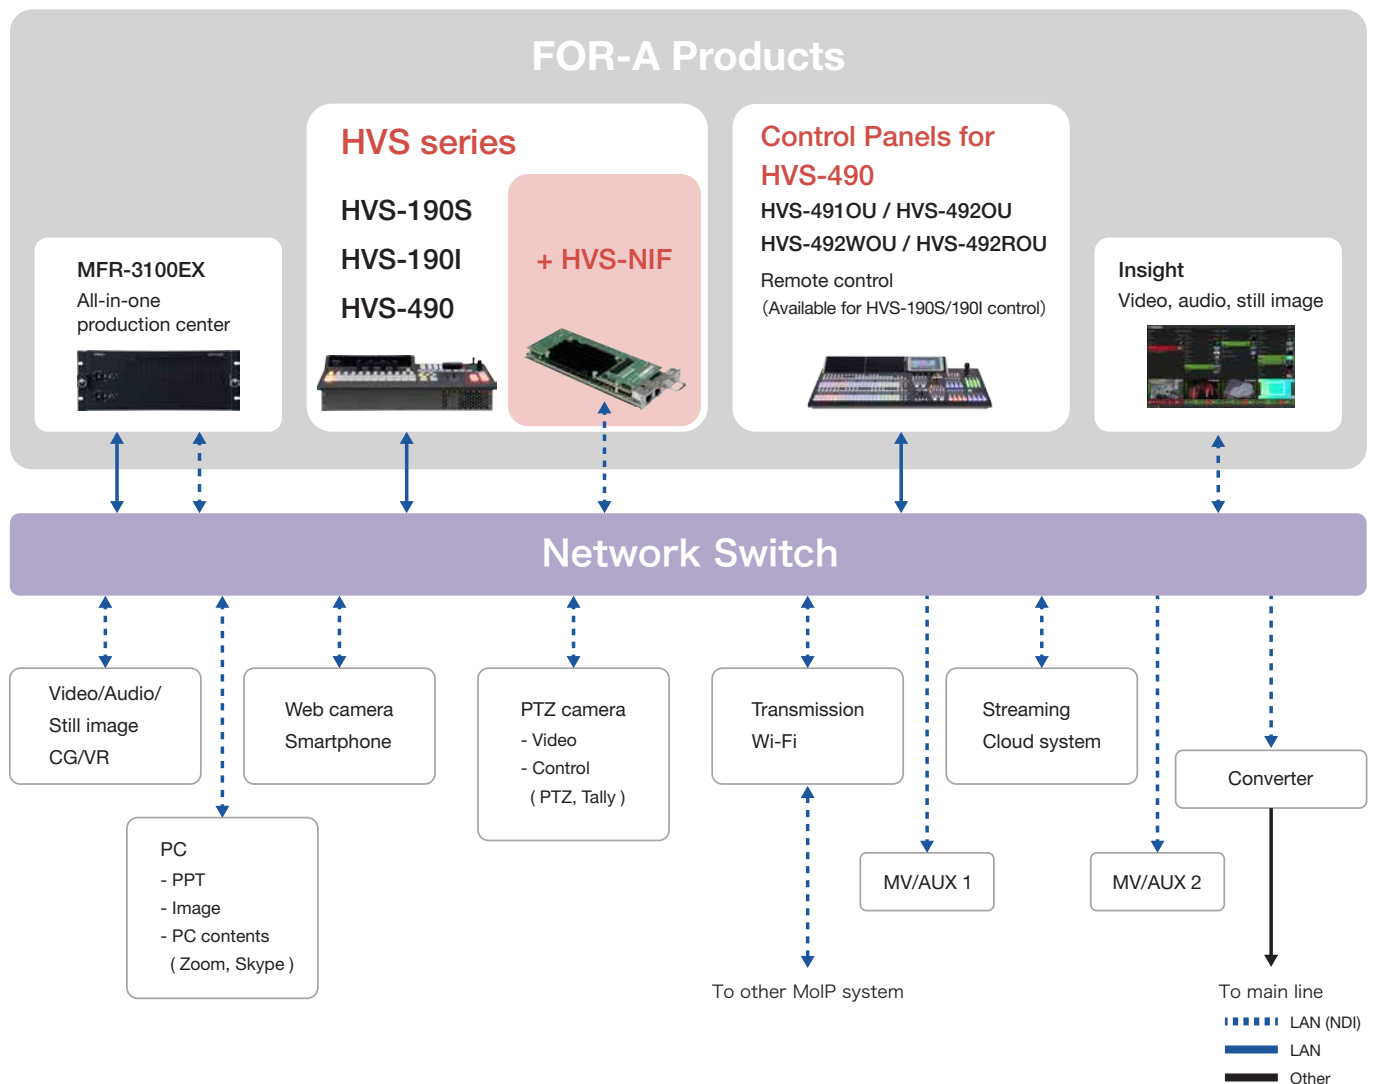 FOR-A Products
HVS series
HVS-190S
HVS-190I
HVS-490
+ HVS-NIF
Control Panels for
HVS-490
HVS-491OU / HVS-492OU
HVS-492WOU / HVS-492ROU
Remote control
(Available for HVS-190S/190I control)
MFR-3100EX
All-in-one
production center
Insight
Video, audio, still image
Network Switch
Video/Audio/
Still image
CG/VR
Web camera
Smartphone
PTZ camera
- Video
- Control
( PTZ, Tally )
Transmission
Wi-Fi
Streaming
Cloud system
Converter
PC
- PPT
- Image
- PC contents
( Zoom, Skype )
MV/AUX 1
MV/AUX 2
To other MoIP system
To main line
LAN (NDI)
LAN
Other